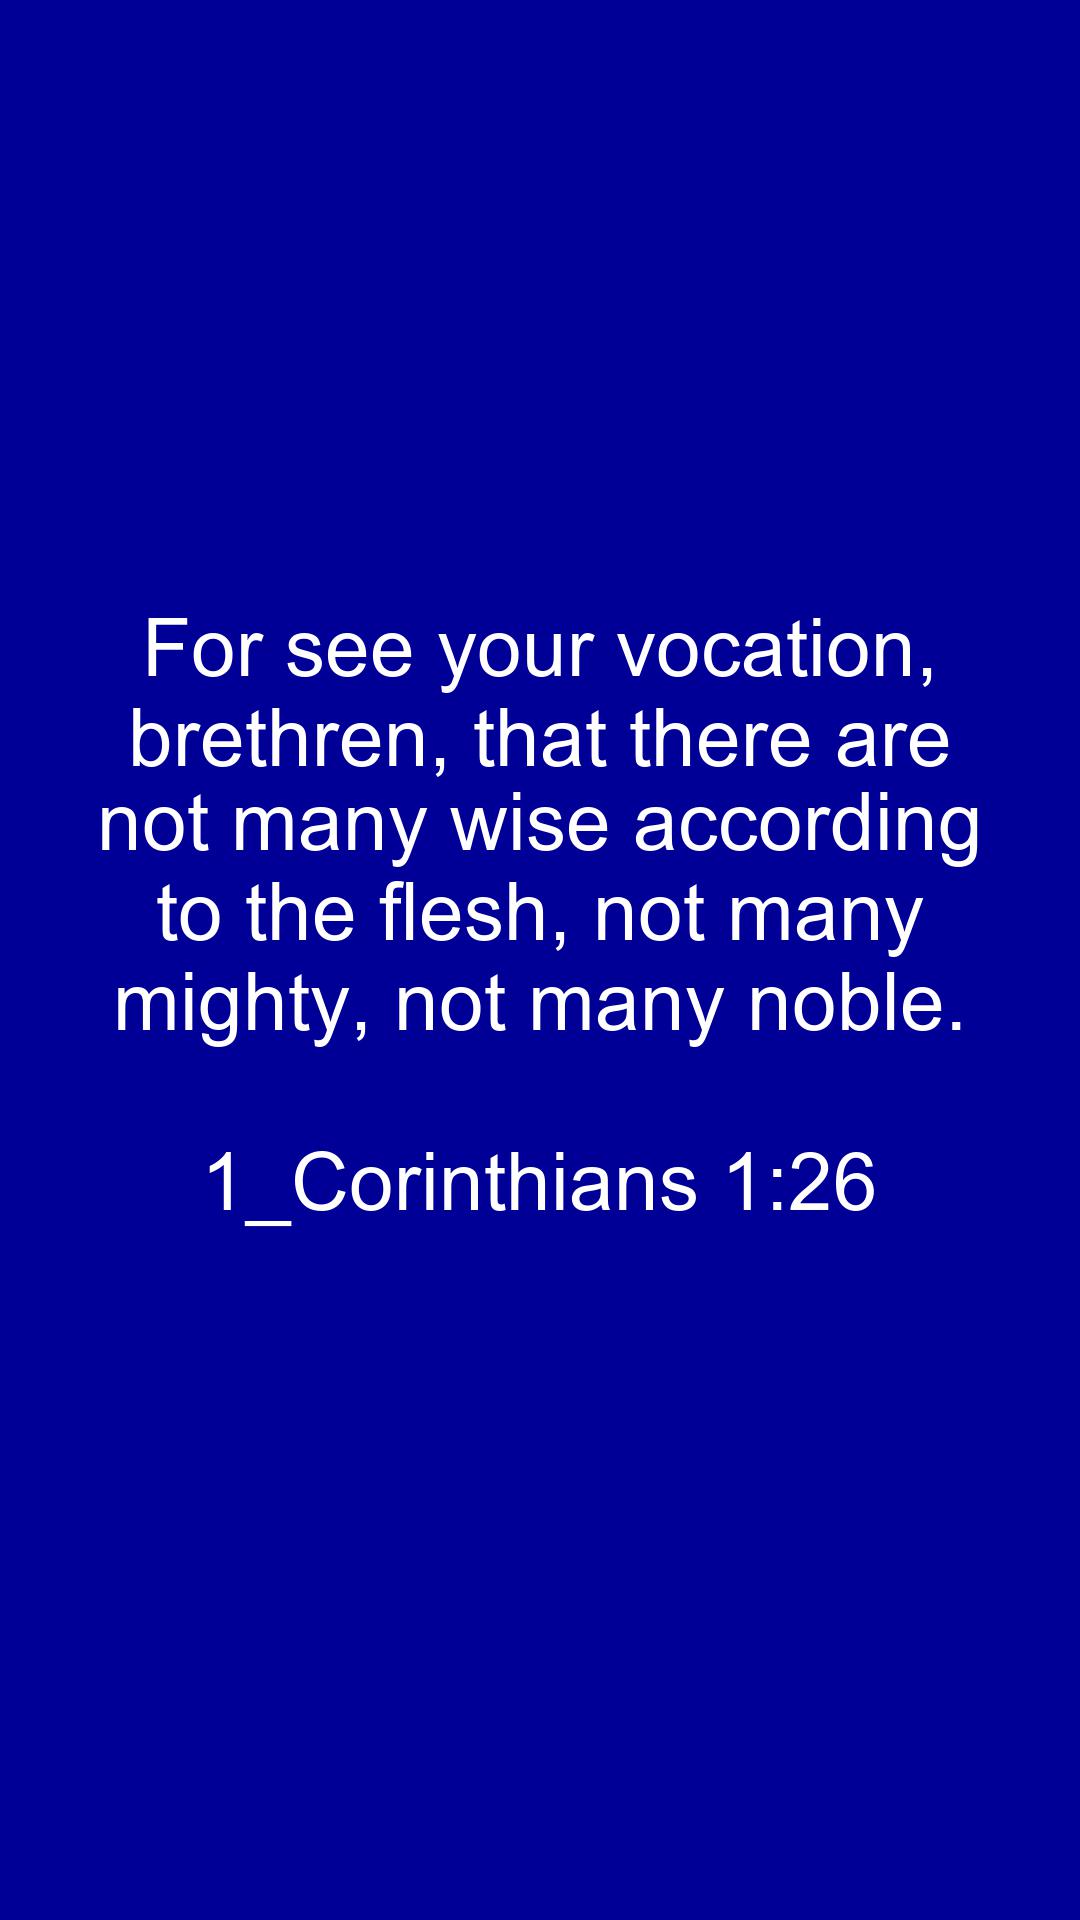 For see your vocation,
brethren, that there are
not many wise according
to the flesh, not many
mighty, not many noble.
1_Corinthians 1:26